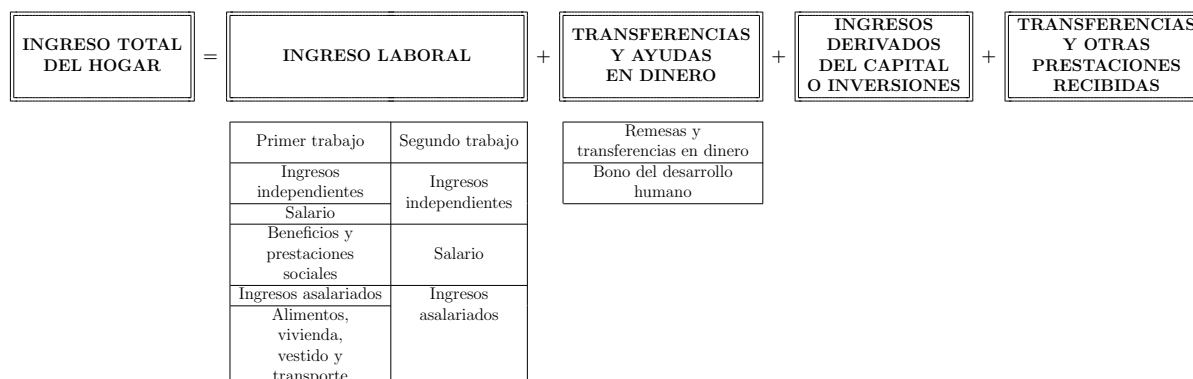 INGRESO TOTAL
DEL HOGAR
=
INGRESO LABORAL
+
TRANSFERENCIAS
Y AYUDAS
EN DINERO
+
INGRESOS
DERIVADOS
DEL CAPITAL
O INVERSIONES
+
TRANSFERENCIAS
Y OTRAS
PRESTACIONES
RECIBIDAS
Primer trabajo
Segundo trabajo
Ingresos
independientes
Ingresos
independientes
Salario
Beneficios y
prestaciones
sociales
Salario
Ingresos asalariados
Ingresos
asalariados
Alimentos,
vivienda,
vestido y
transporte
Remesas y
transferencias en dinero
Bono del desarrollo
humano